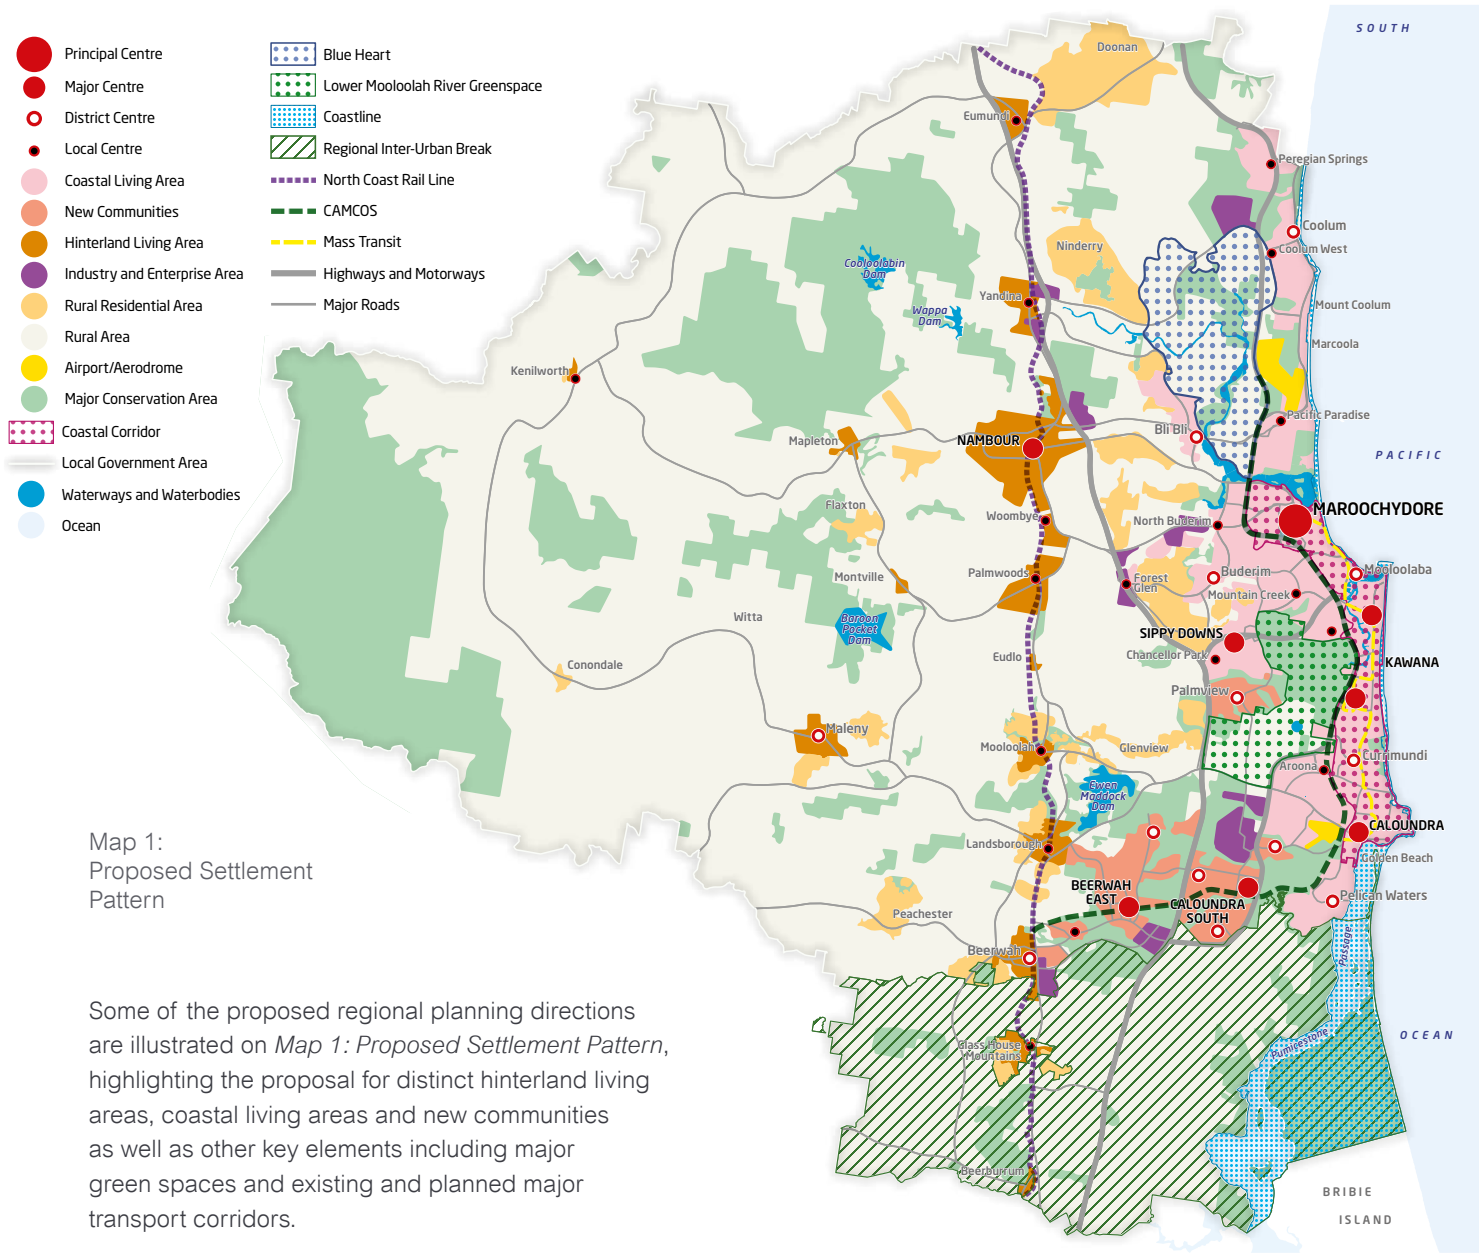 Principal Centre
Major Centre
District Centre
Local Centre
Coastal Living Area
New Communities
Hinterland Living Area
Industry and Enterprise Area
Rural Residential Area
Rural Area
Airport/Aerodrome
Major Conservation Area
Coastal Corridor
Local Government Area
Waterways and Waterbodies
Ocean
Blue Heart
Lower Mooloolah River Greenspace
Coastline
Regional Inter-Urban Break
North Coast Rail Line
CAMCOS
Mass Transit
Highways and Motorways
Major Roads
SOUTH
Doonan
Eumundi
Peregian Springs
Coolum
Ninderry
Coolum West
Cooloolabin
Dam
Yandina
Mount Coolum
Wappa
Dam
Marcoola
Kenilworth
Pacific Paradise
Bli Bli
Mapleton
NAMBOUR
PACIFIC
Flaxton
MAROOCHYDORE
Woombye
North Buderim
Palmwoods
Montville
Forest
Glen
Buderim
Mooloolaba
Mountain Creek
Witta
Baroon
Pocket
Dam
SIPPY DOWNS
Eudlo
Chancellor Park
KAWANA
Conondale
Palmview
Maleny
Mooloolah
Glenview
Currimundi
Aroona
Ewen
Maddock
Dam
CALOUNDRA
Landsborough
Golden Beach
BEERWAH
EAST
CALOUNDRA
SOUTH
Pelican Waters
Peachester
Beerwah
Passage
Pumicestone
OCEAN
Glass House
Mountains
Beerburrum
BRIBIE
ISLAND
Map 1:
Proposed Settlement
Pattern
Some of the proposed regional planning directions
are illustrated on Map 1: Proposed Settlement Pattern,
highlighting the proposal for distinct hinterland living
areas, coastal living areas and new communities
as well as other key elements including major
green spaces and existing and planned major
transport corridors.